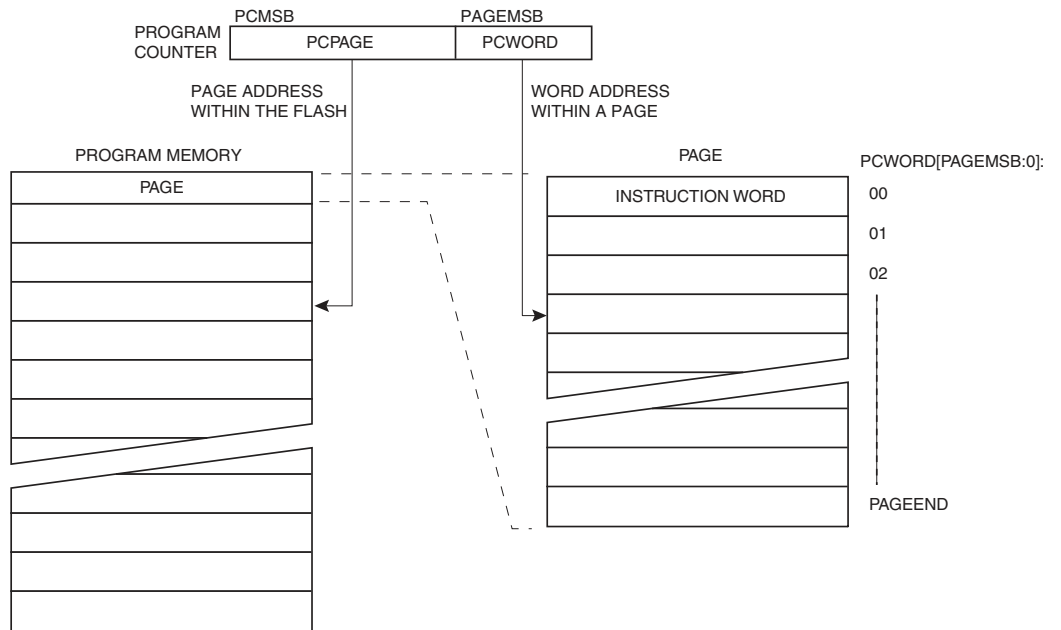 PCMSB
PAGEMSB
PROGRAM
COUNTER
PCPAGE
PCWORD
PAGE ADDRESS
WITHIN THE FLASH
WORD ADDRESS
WITHIN A PAGE
PROGRAM MEMORY
PAGE
PAGE
INSTRUCTION WORD
PCWORD[PAGEMSB:0]:
00
01
02
PAGEEND